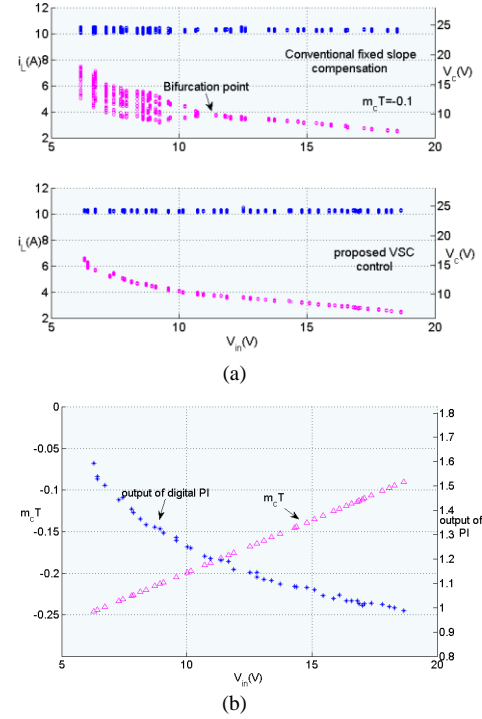 12
10
i_L(A)8
6
4
2
25
20
V_C(V)
15
10
Conventional fixed slope
compensation
Bifurcation point
m_cT=-0.1
5
10
15
20
12
10
i_L(A)8
6
4
2
25
20
V_C(V)
15
10
proposed VSC
control
5
10
15
20
V_in(V)
(a)
0
-0.05
-0.1
m_cT
-0.15
-0.2
-0.25
output of digital PI
m_cT
1.8
1.7
1.6
1.5
1.4
output of
1.3
PI
1.2
1.1
1
0.9
0.8
5
10
15
20
V_in(V)
(b)